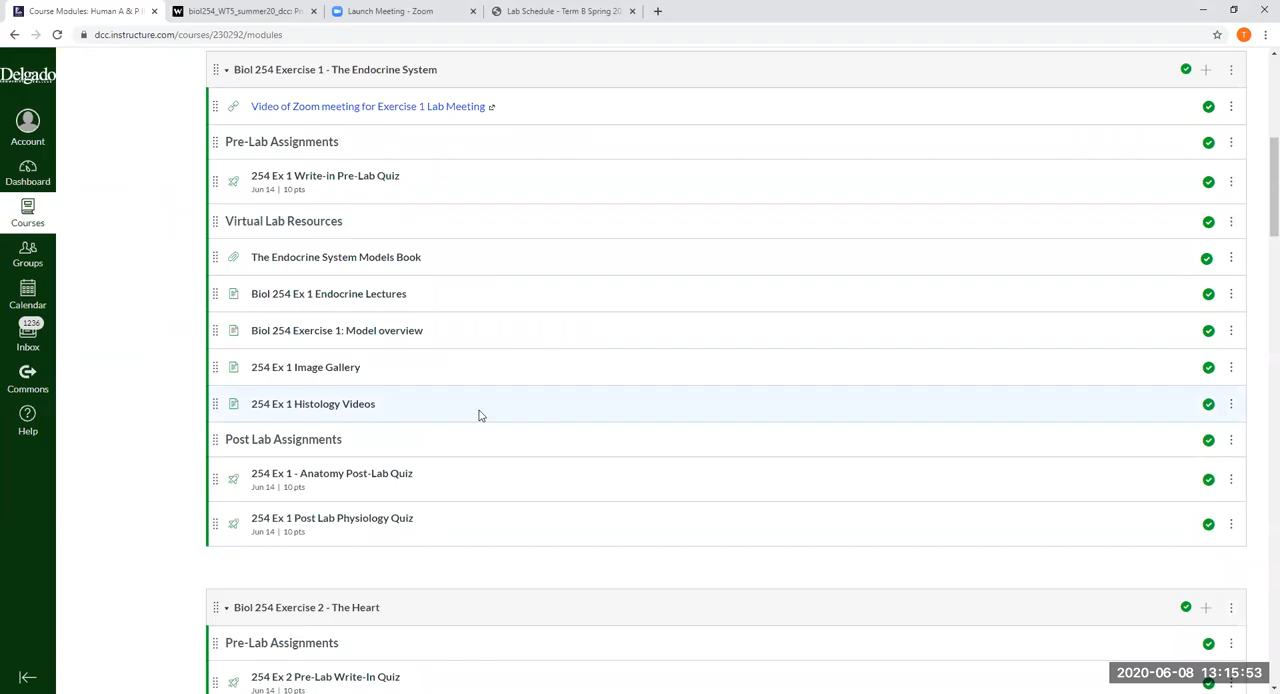 Course Modules: Human A & P I
biol254_WT5_summer20_dcc: Pr
Launch Meeting - Zoom
Lab Schedule - Term B Spring 20
dcc.instructure.com/courses/230292/modules
T
Delgado
Account
Dashboard
Courses
Groups
Calendar
1236
Inbox
Commons
Help
Biol 254 Exercise 1 - The Endocrine System
Video of Zoom meeting for Exercise 1 Lab Meeting
Pre-Lab Assignments
254 Ex 1 Write-in Pre-Lab Quiz
Jun 14 | 10 pts
Virtual Lab Resources
The Endocrine System Models Book
Biol 254 Ex 1 Endocrine Lectures
Biol 254 Exercise 1: Model overview
254 Ex 1 Image Gallery
254 Ex 1 Histology Videos
Post Lab Assignments
254 Ex 1 - Anatomy Post-Lab Quiz
Jun 14 | 10 pts
254 Ex 1 Post Lab Physiology Quiz
Jun 14 | 10 pts
Biol 254 Exercise 2 - The Heart
Pre-Lab Assignments
254 Ex 2 Pre-Lab Write-In Quiz
Jun 14 | 10 pts
2020-06-08 13:15:53